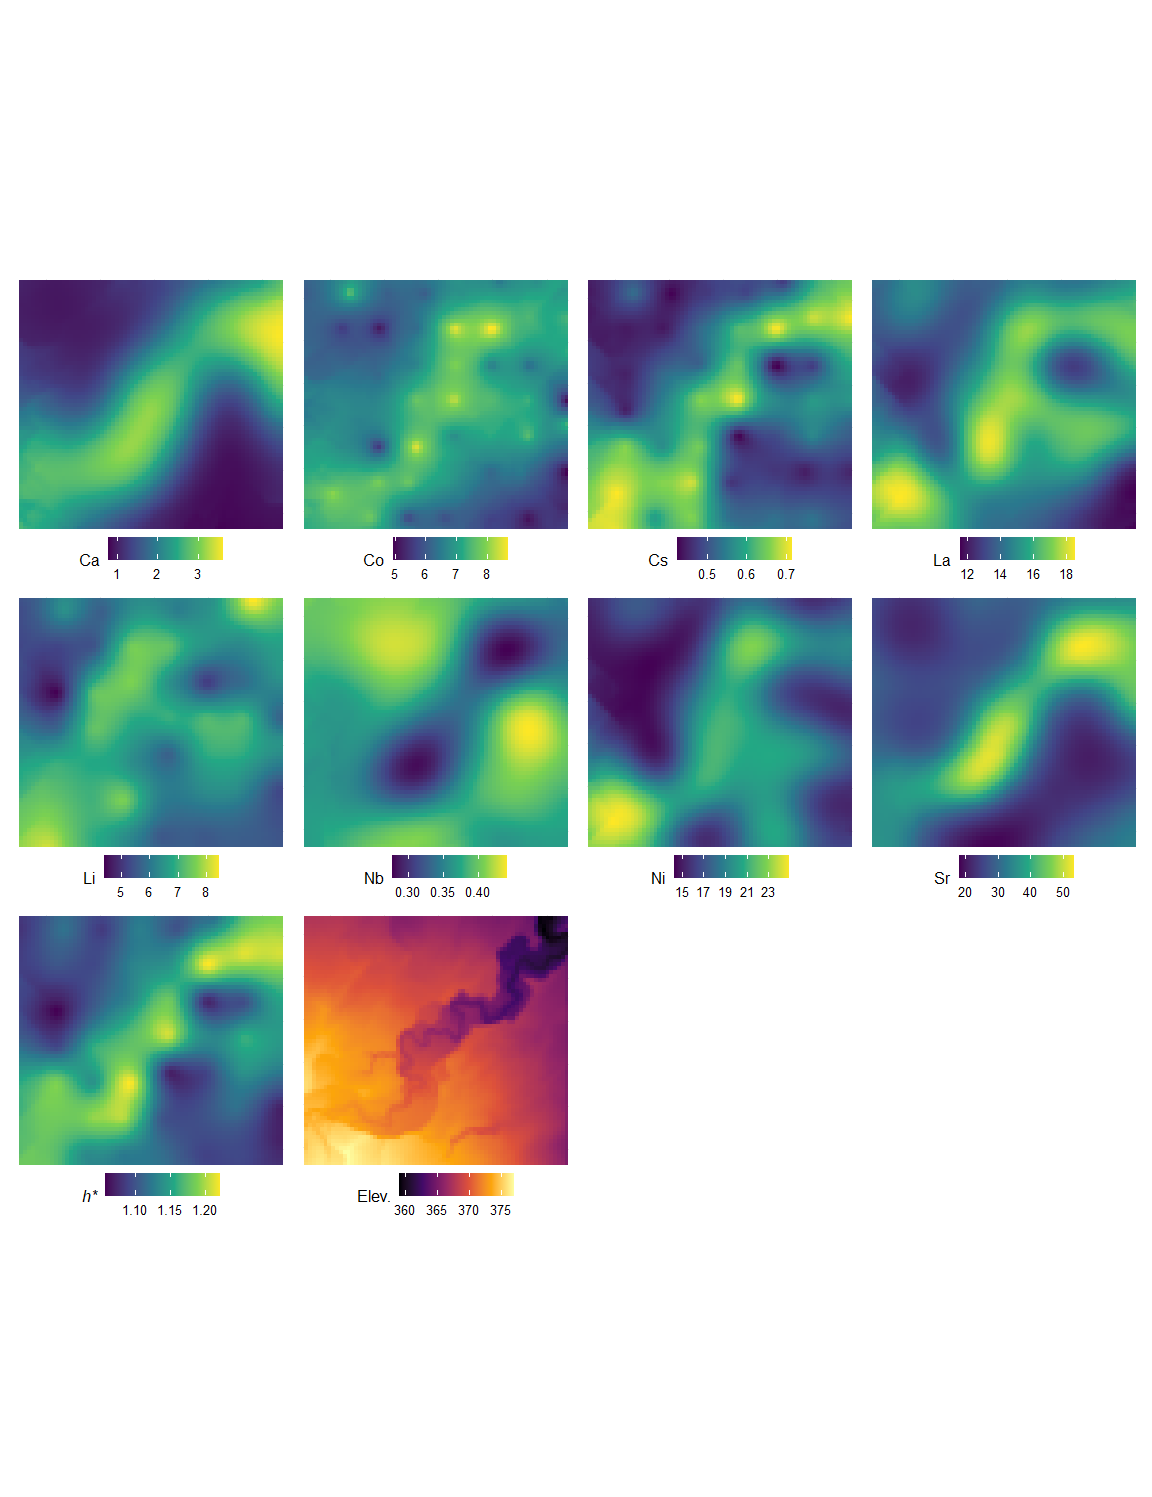 Ca 1 2 3
Co 5 6 7 8
Cs 0.5 0.6 0.7
La 12 14 16 18
Li 5 6 7 8
Nb 0.30 0.35 0.40
Ni 15 17 19 21 23
Sr 20 30 40 50
h* 1.10 1.15 1.20
Elev. 360 365 370 375